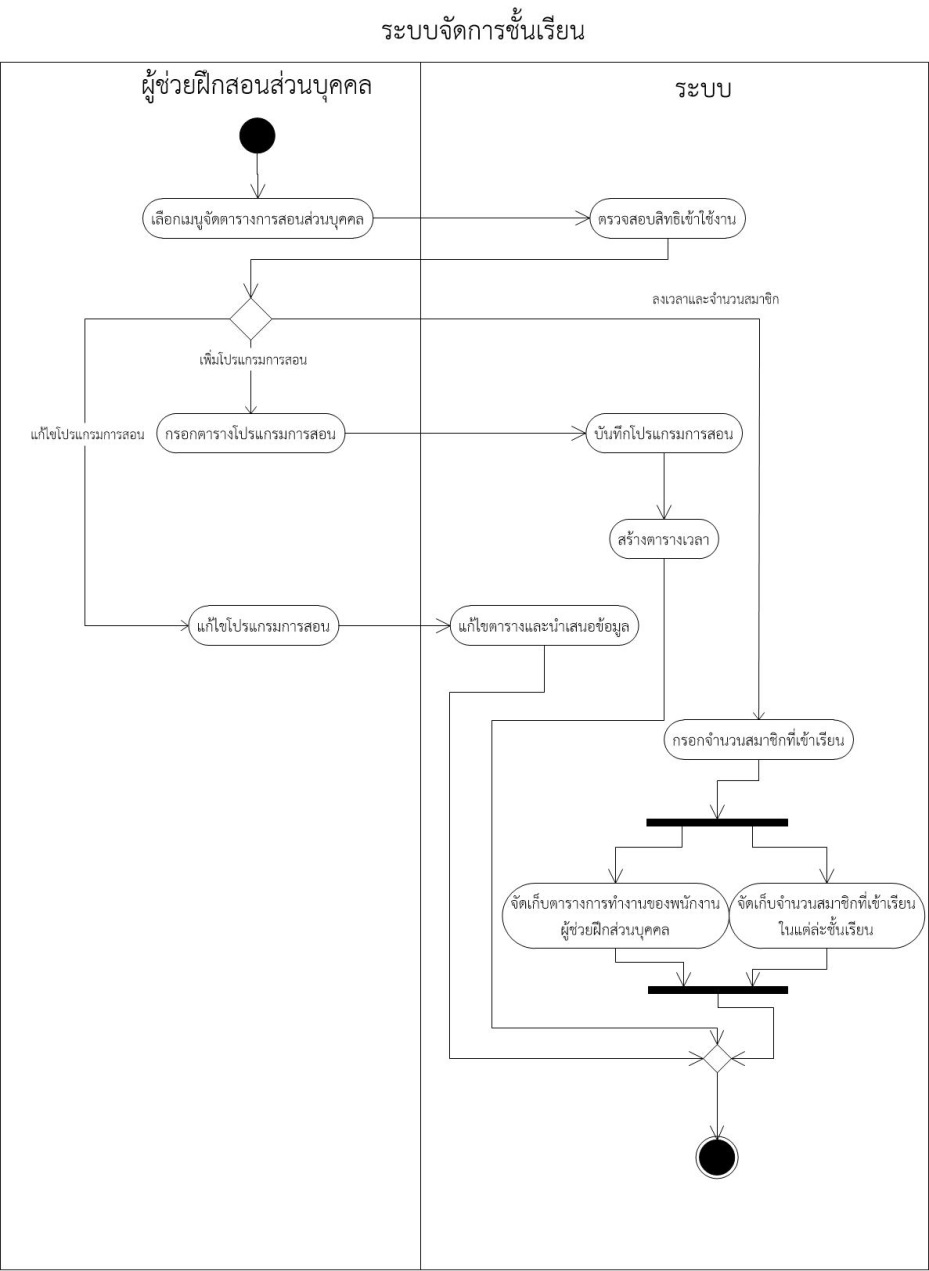 ระบบจัดการชั้นเรียน
ผู้ช่วยฝึกสอนส่วนบุคคล
ระบบ
เลือกเมนูจัดตารางการสอนส่วนบุคคล
ตรวจสอบสิทธิเข้าใช้งาน
ลงเวลาและจำนวนสมาชิก
เพิ่มโปรแกรมการสอน
แก้ไขโปรแกรมการสอน
กรอกตารางโปรแกรมการสอน
บันทึกโปรแกรมการสอน
สร้างตารางเวลา
แก้ไขโปรแกรมการสอน
แก้ไขตารางและนำเสนอข้อมูล
กรอกจำนวนสมาชิกที่เข้าเรียน
จัดเก็บตารางการทำงานของพนักงาน
ผู้ช่วยฝึกส่วนบุคคล
จัดเก็บจำนวนสมาชิกที่เข้าเรียน
ในแต่ล่ะชั้นเรียน